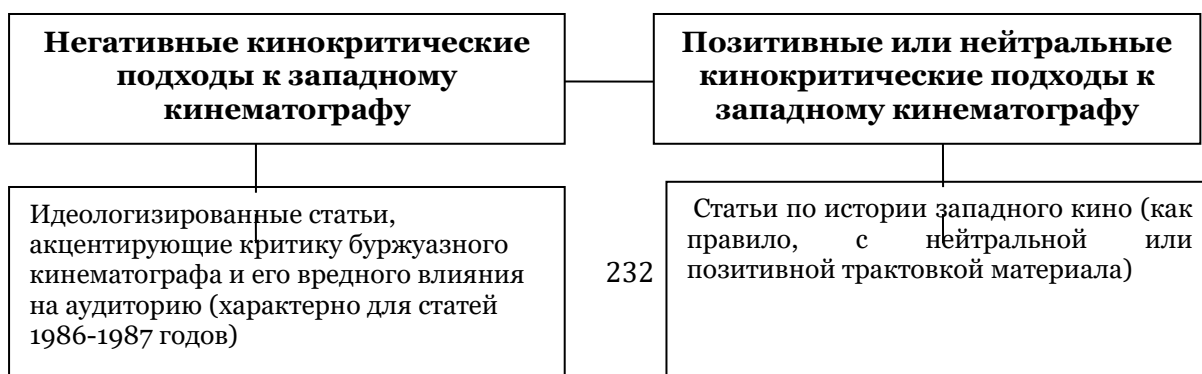 Негативные кинокритические
подходы к западному
кинематографу
Позитивные или нейтральные
кинокритические подходы к
западному кинематографу
Идеологизированные статьи,
акцентирующие критику буржуазного
кинематографа и его вредного влияния
на аудиторию (характерно для статей
1986-1987 годов)
232
Статьи по истории западного кино (как
правило, с нейтральной или
позитивной трактовкой материала)